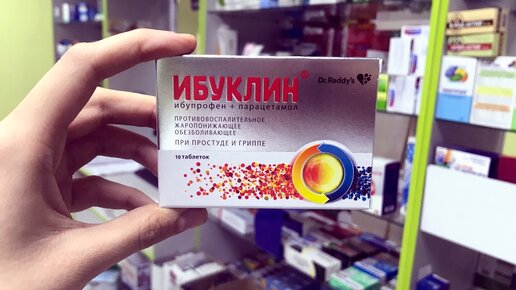 ИБУКЛИН®
Dr.Reddy's
ибупрофен + парацетамол
ПРОТИВОВОСПАЛИТЕЛЬНОЕ
ЖАРОПОНИЖАЮЩЕЕ
ОБЕЗБОЛИВАЮЩЕЕ
ПРИ ПРОСТУДЕ И ГРИППЕ
10 таблеток